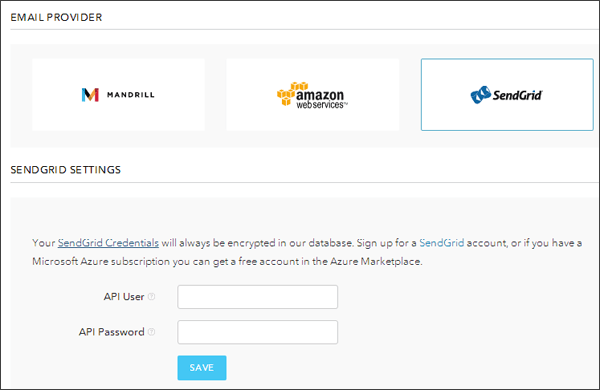 EMAIL PROVIDER
MANDRILL
amazon
webservices™
SendGrid
SENDGRID SETTINGS
Your SendGrid Credentials will always be encrypted in our database. Sign up for a SendGrid account, or if you have a
Microsoft Azure subscription you can get a free account in the Azure Marketplace.
API User ?
API Password ?
SAVE